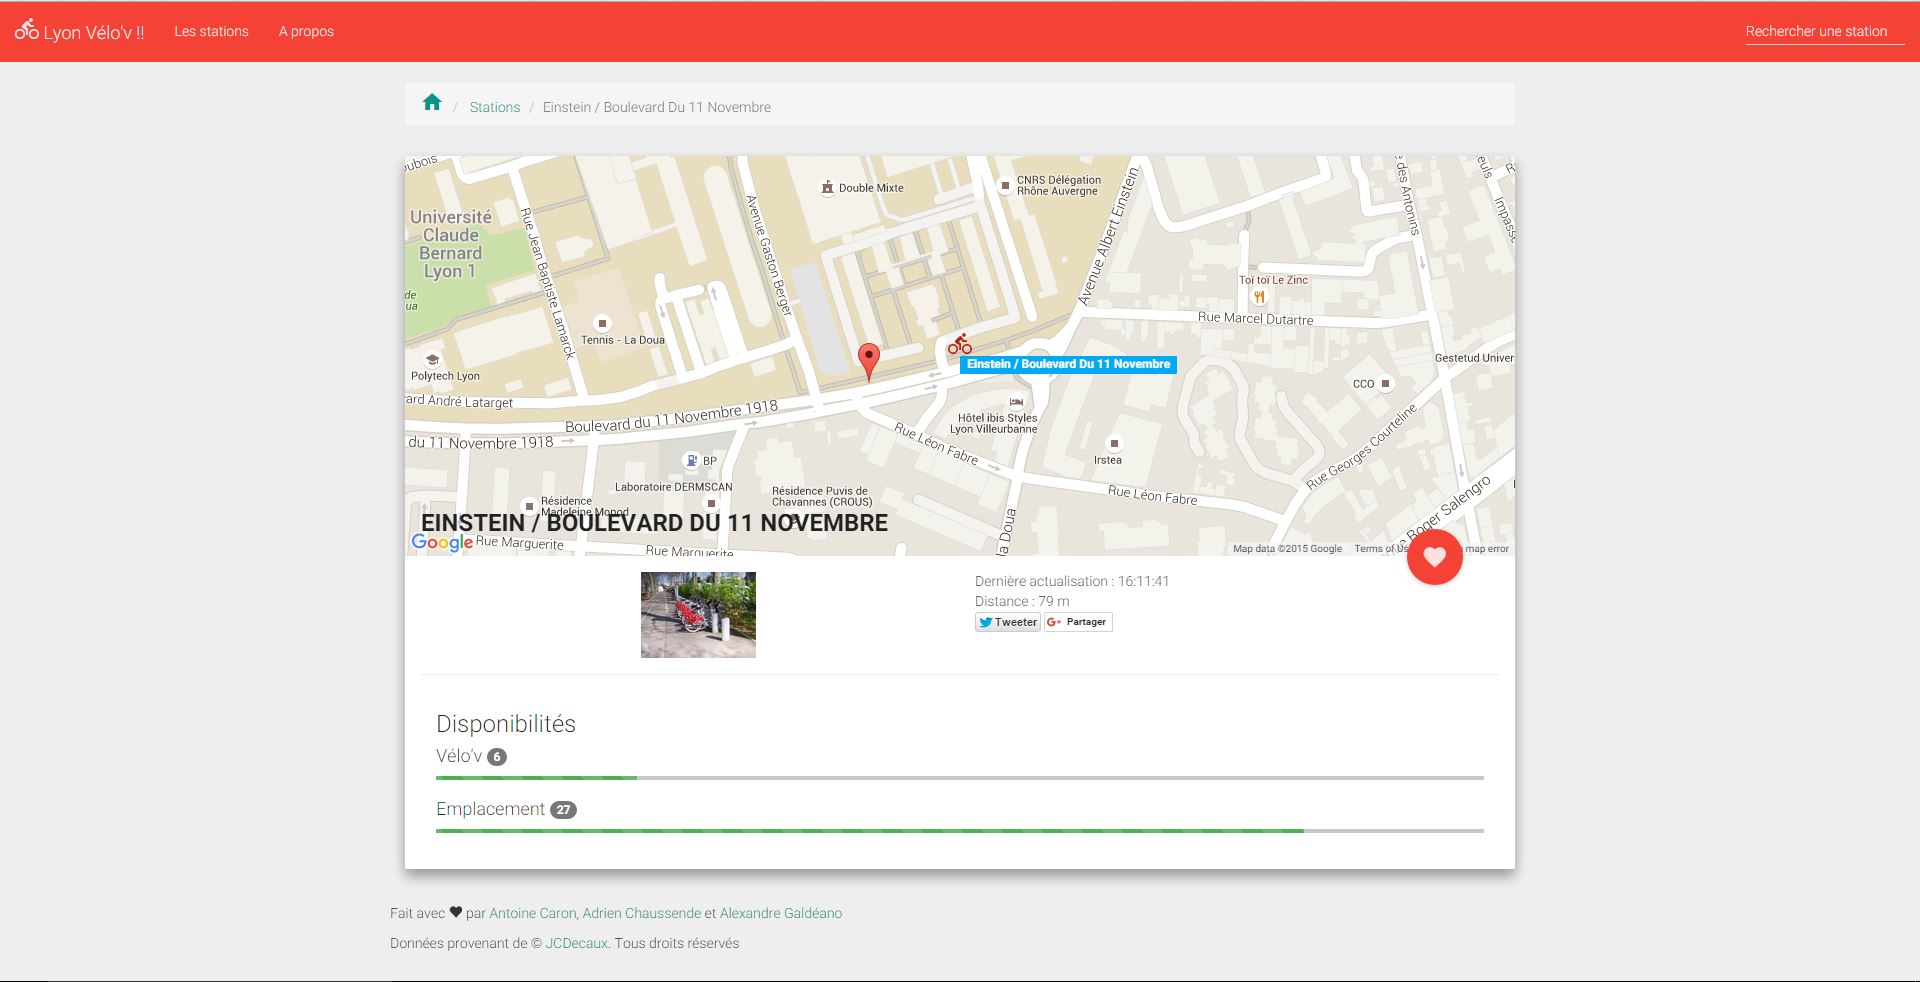 Lyon Vélo'v !!
Les stations
A propos
Rechercher une station
/ Stations / Einstein / Boulevard Du 11 Novembre
Double Mixte
CNRS Délégation
Rhône Auvergne
Université
Claude
Bernard
Lyon 1
Rue Jean Baptiste Lamarck
Avenue Gaston Berger
Avenue Albert Einstein
des Antonins
Toï toï Le Zinc
Rue Marcel Dutartre
Tennis - La Doua
Einstein / Boulevard Du 11 Novembre
Polytech Lyon
CCO
André Latarget
Boulevard du 11 Novembre 1918
du 11 Novembre 1918
Hôtel ibis Styles
Lyon Villeurbanne
Rue Léon Fabre
Irstea
Rue Georges Courteline
BP
Laboratoire DERMSCAN
Résidence Puvis de
Chavannes (CROUS)
Rue Léon Fabre
Roger Salengro
Résidence
Madeleine Monod
la Doua
EINSTEIN / BOULEVARD DU 11 NOVEMBRE
Google
Rue Marguerite
Rue Marguerite
Map data ©2015 Google
Terms of
map error
Dernière actualisation : 16:11:41
Distance : 79 m
Tweeter
G+ Partager
Disponibilités
Vélo'v 6
Emplacement 27
Fait avec ♥ par Antoine Caron, Adrien Chaussende et Alexandre Galdéano
Données provenant de © JCDecaux. Tous droits réservés